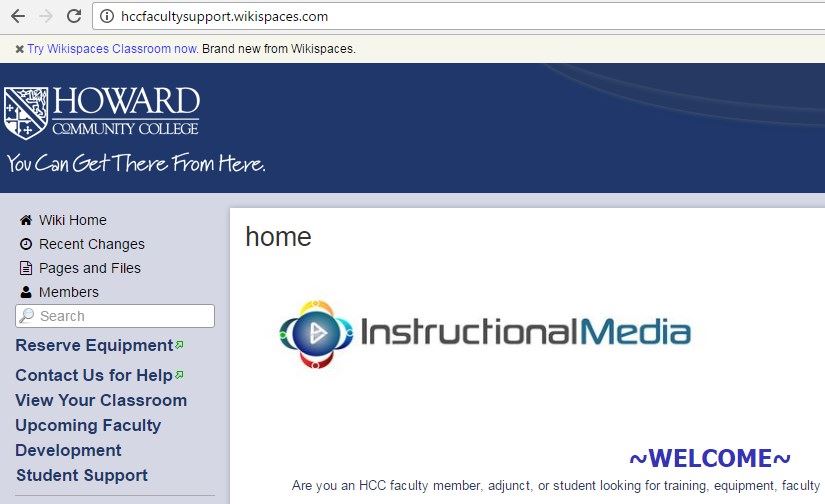 hccfacultysupport.wikispaces.com
Try Wikispaces Classroom now. Brand new from Wikispaces.
HOWARD
COMMUNITY COLLEGE
You Can Get There From Here.
Wiki Home
Recent Changes
Pages and Files
Members
Search
Reserve Equipment
Contact Us for Help
View Your Classroom
Upcoming Faculty
Development
Student Support
home
InstructionalMedia
~WELCOME~
Are you an HCC faculty member, adjunct, or student looking for training, equipment, faculty